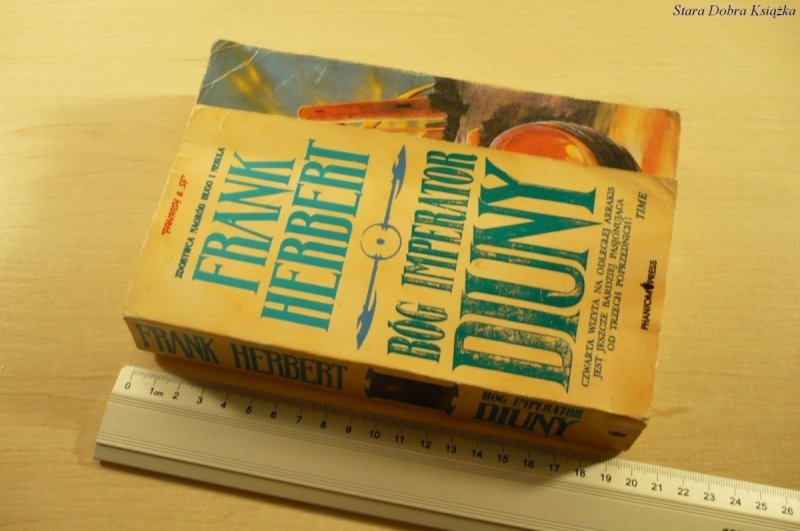 Stara Dobra Książka
FANTASY & SF
ZDOBYWCA NAGRÓD HUGO I NEBULA
FRANK
HERBERT
BÓG IMPERATOR
DIUNY
CZWARTA WIZYTA NA ODLEGŁEJ ARRAKIS
JEST JESZCZE BARDZIEJ PASJONUJĄCA
OD TRZECH POPRZEDNICH!
TIME
PHANTOM PRESS
FRANK HERBERT
BÓG IMPERATOR
DIUNY
0 1cm 2 3 4 5 6 7 8 9 10 11 12 13 14 15 16 17 18 19 20 21 22 23 24 25 26